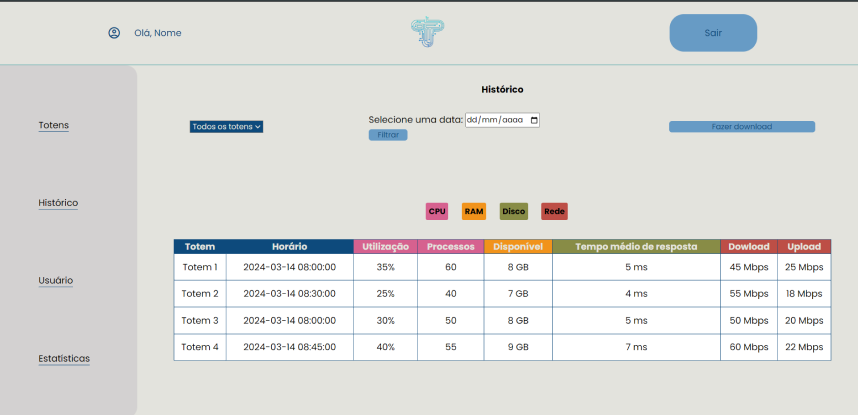 Olá, Nome
Sair
Histórico
Totens
Todos os totens
Selecione uma data: dd/mm/aaaa
Filtrar
Fazer download
Histórico
CPU RAM Disco Rede
Totem Horário Utilização Processos Disponível Tempo médio de resposta Dowload Upload
Totem 1 2024-03-14 08:00:00 35% 60 8 GB 5 ms 45 Mbps 25 Mbps
Usuário
Totem 2 2024-03-14 08:30:00 25% 40 7 GB 4 ms 55 Mbps 18 Mbps
Totem 3 2024-03-14 08:00:00 30% 50 8 GB 5 ms 50 Mbps 20 Mbps
Totem 4 2024-03-14 08:45:00 40% 55 9 GB 7 ms 60 Mbps 22 Mbps
Estatísticas